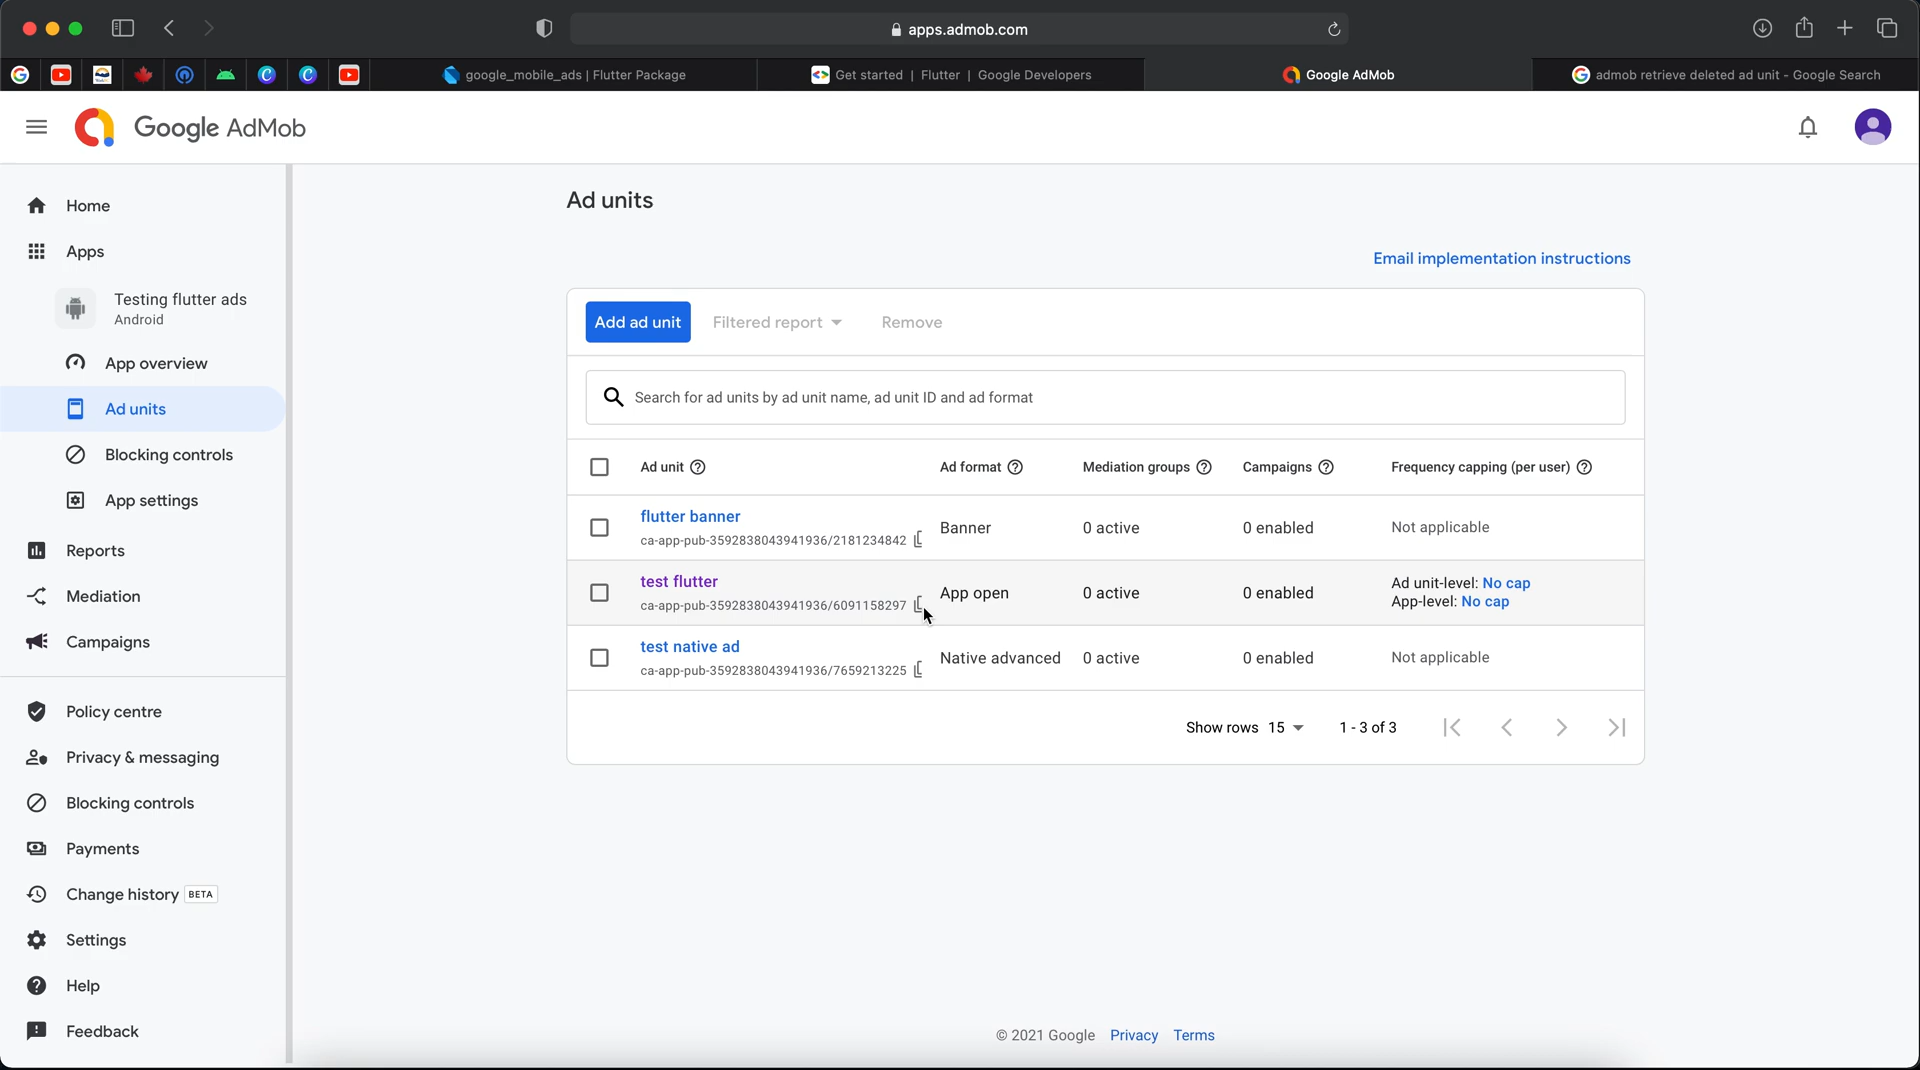 apps.admob.com
google_mobile_ads | Flutter Package
Get started | Flutter | Google Developers
Google AdMob
admob retrieve deleted ad unit - Google Search
Google AdMob
Home
Apps
Testing flutter ads
Android
App overview
Ad units
Blocking controls
App settings
Reports
Mediation
Campaigns
Policy centre
Privacy & messaging
Blocking controls
Payments
Change history BETA
Settings
Help
Feedback
Ad units
Email implementation instructions
Add ad unit Filtered report Remove
Search for ad units by ad unit name, ad unit ID and ad format
Ad unit Ad format Mediation groups Campaigns Frequency capping (per user)
flutter banner
ca-app-pub-3592838043941936/2181234842
Banner 0 active 0 enabled Not applicable
test flutter
ca-app-pub-3592838043941936/6091158297
App open 0 active 0 enabled
Ad unit-level: No cap
App-level: No cap
test native ad
ca-app-pub-3592838043941936/7659213225
Native advanced 0 active 0 enabled Not applicable
Show rows 15 1 - 3 of 3
© 2021 Google Privacy Terms